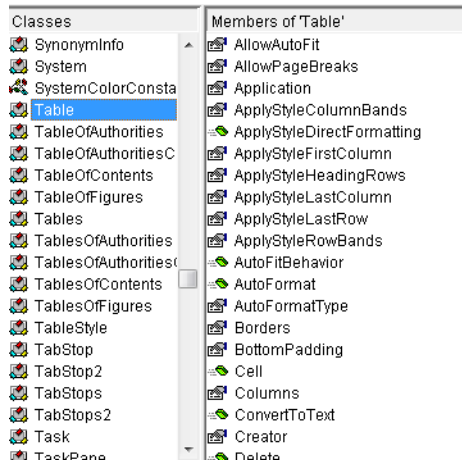 Classes
SynonymInfo
System
SystemColorConsta
Table
TableOfAuthorities
TableOfAuthoritiesC
TableOfContents
TableOfFigures
Tables
TablesOfAuthorities
TablesOfAuthorities
TablesOfContents
TablesOfFigures
TableStyle
TabStop
TabStop2
TabStops
TabStops2
Task
TaskPane
Members of 'Table'
AllowAutoFit
AllowPageBreaks
Application
ApplyStyleColumnBands
ApplyStyleDirectFormatting
ApplyStyleFirstColumn
ApplyStyleHeadingRows
ApplyStyleLastColumn
ApplyStyleLastRow
ApplyStyleRowBands
AutoFitBehavior
AutoFormat
AutoFormatType
Borders
BottomPadding
Cell
Columns
ConvertToText
Creator
Delete